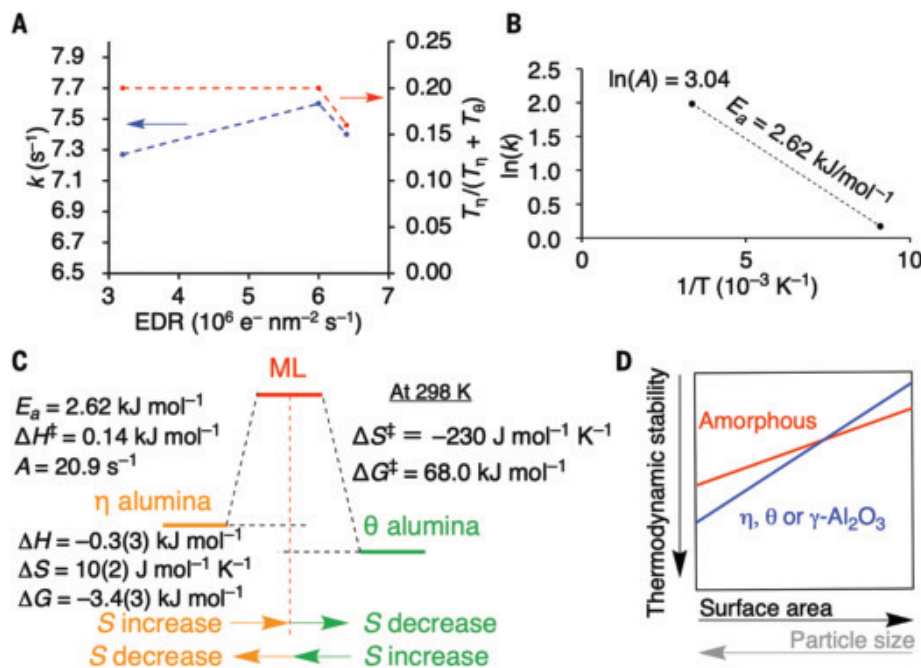 A
7.9
7.7
7.5
7.3
7.1
6.9
6.7
6.5
k (s⁻¹)
3 4 5 6 7
EDR (10⁶ e⁻ nm⁻² s⁻¹)
0.25
0.20
0.15
0.10
0.05
0.00
Tη/(Tη + Tθ)
B
2.5
2.0
1.5
1.0
0.5
0.0
ln(k)
ln(A) = 3.04
Eₐ = 2.62 kJ/mol⁻¹
0 5 10
1/T (10⁻³ K⁻¹)
C
ML
Eₐ = 2.62 kJ mol⁻¹
ΔH‡ = 0.14 kJ mol⁻¹
A = 20.9 s⁻¹
At 298 K
ΔS‡ = −230 J mol⁻¹ K⁻¹
ΔG‡ = 68.0 kJ mol⁻¹
η alumina
θ alumina
ΔH = −0.3(3) kJ mol⁻¹
ΔS = 10(2) J mol⁻¹ K⁻¹
ΔG = −3.4(3) kJ mol⁻¹
S increase
S decrease
S decrease
S increase
D
Thermodynamic stability
Amorphous
η, θ or γ-Al₂O₃
Surface area
Particle size